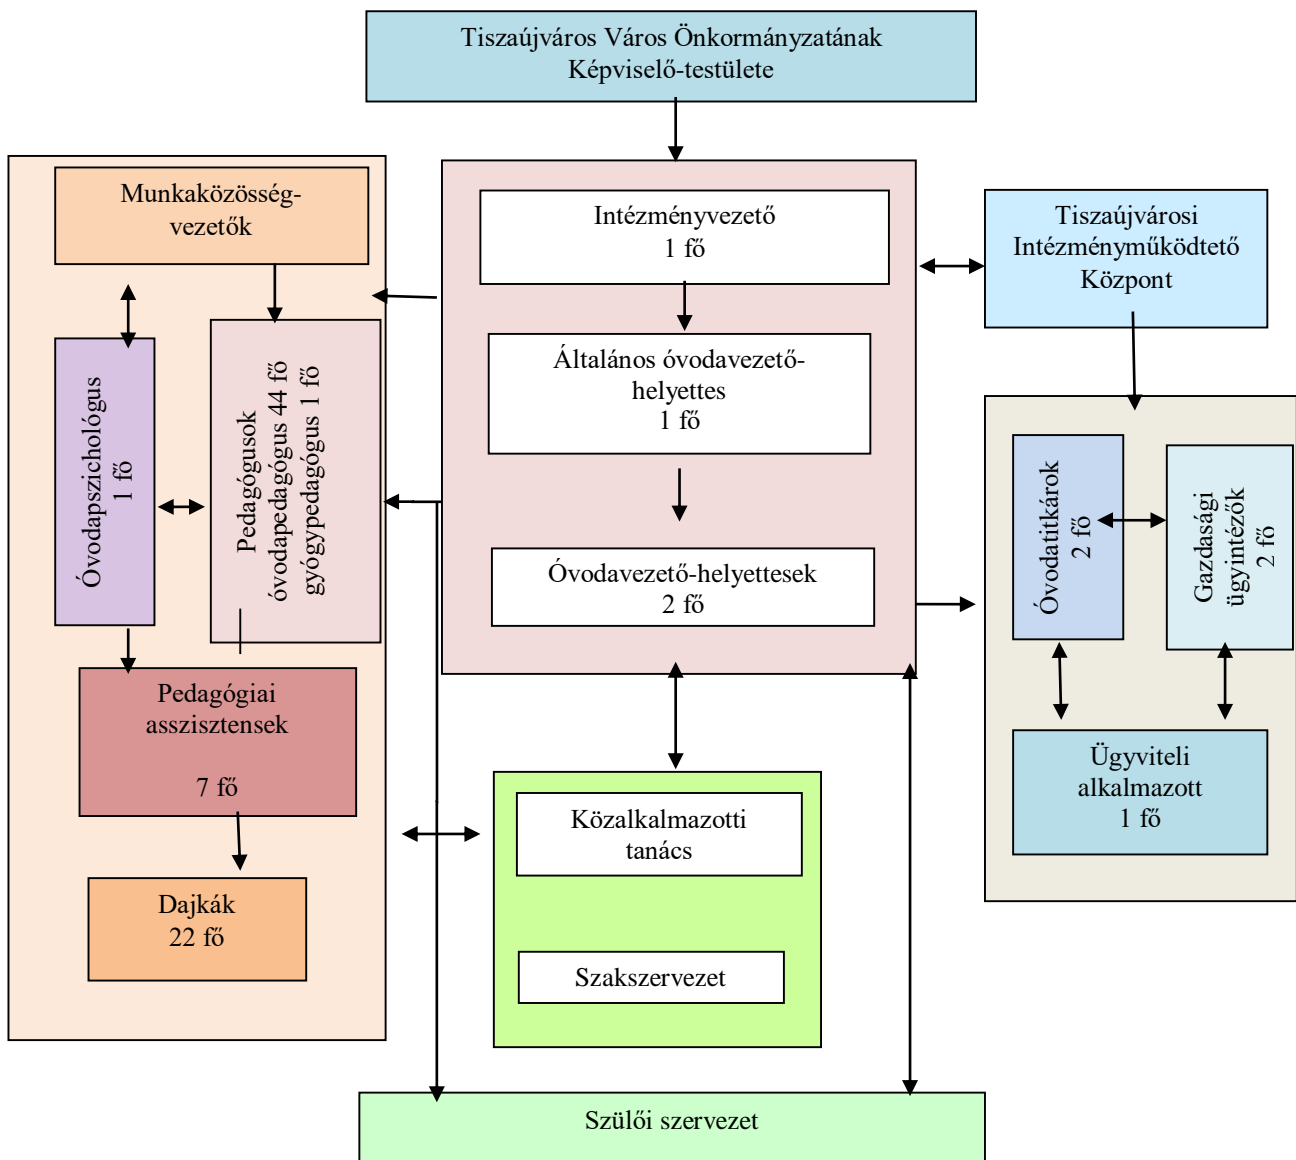 Tiszaújváros Város Önkormányzatának
Képviselő-testülete
Munkaközösség-
vezetők
Óvodapszichológus
1 fő
Pedagógusok
óvodapedagógus 44 fő
gyógypedagógus 1 fő
Pedagógiai
asszisztensek
7 fő
Dajkák
22 fő
Intézményvezető
1 fő
Általános óvodavezető-
helyettes
1 fő
Óvodavezető-helyettesek
2 fő
Közalkalmazotti
tanács
Szakszervezet
Tiszaújvárosi
Intézményműködtető
Központ
Óvodatitkárok
2 fő
Gazdasági
ügyintézők
2 fő
Ügyviteli
alkalmazott
1 fő
Szülői szervezet